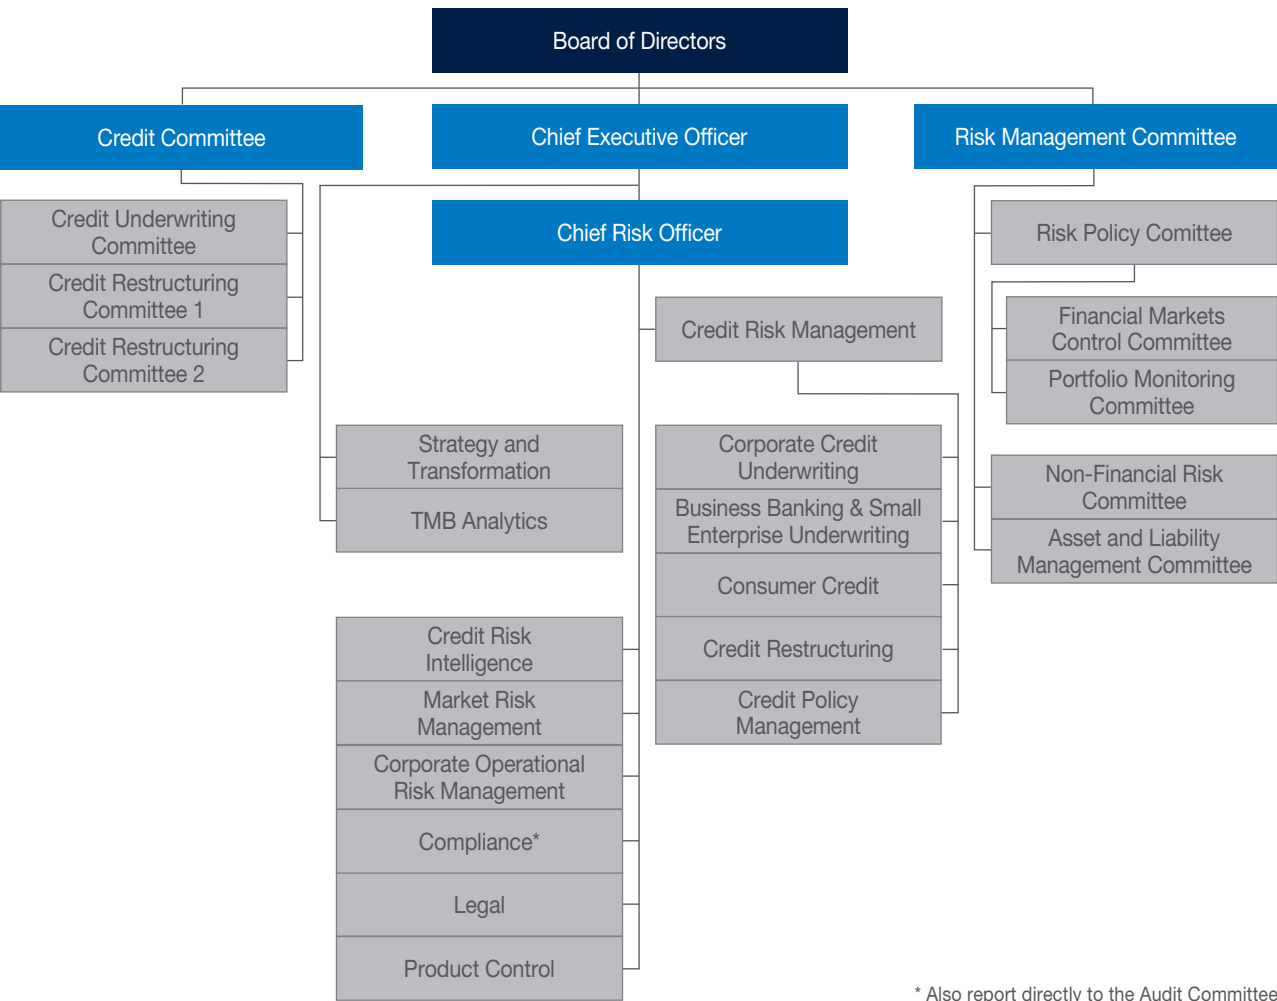 Board of Directors
Credit Committee
Chief Executive Officer
Risk Management Committee
Credit Underwriting
Committee
Credit Restructuring
Committee 1
Credit Restructuring
Committee 2
Chief Risk Officer
Risk Policy Comittee
Financial Markets
Control Committee
Portfolio Monitoring
Committee
Credit Risk Management
Strategy and
Transformation
TMB Analytics
Corporate Credit
Underwriting
Business Banking & Small
Enterprise Underwriting
Consumer Credit
Credit Restructuring
Credit Policy
Management
Non-Financial Risk
Committee
Asset and Liability
Management Committee
Credit Risk
Intelligence
Market Risk
Management
Corporate Operational
Risk Management
Compliance*
Legal
Product Control
* Also report directly to the Audit Committee